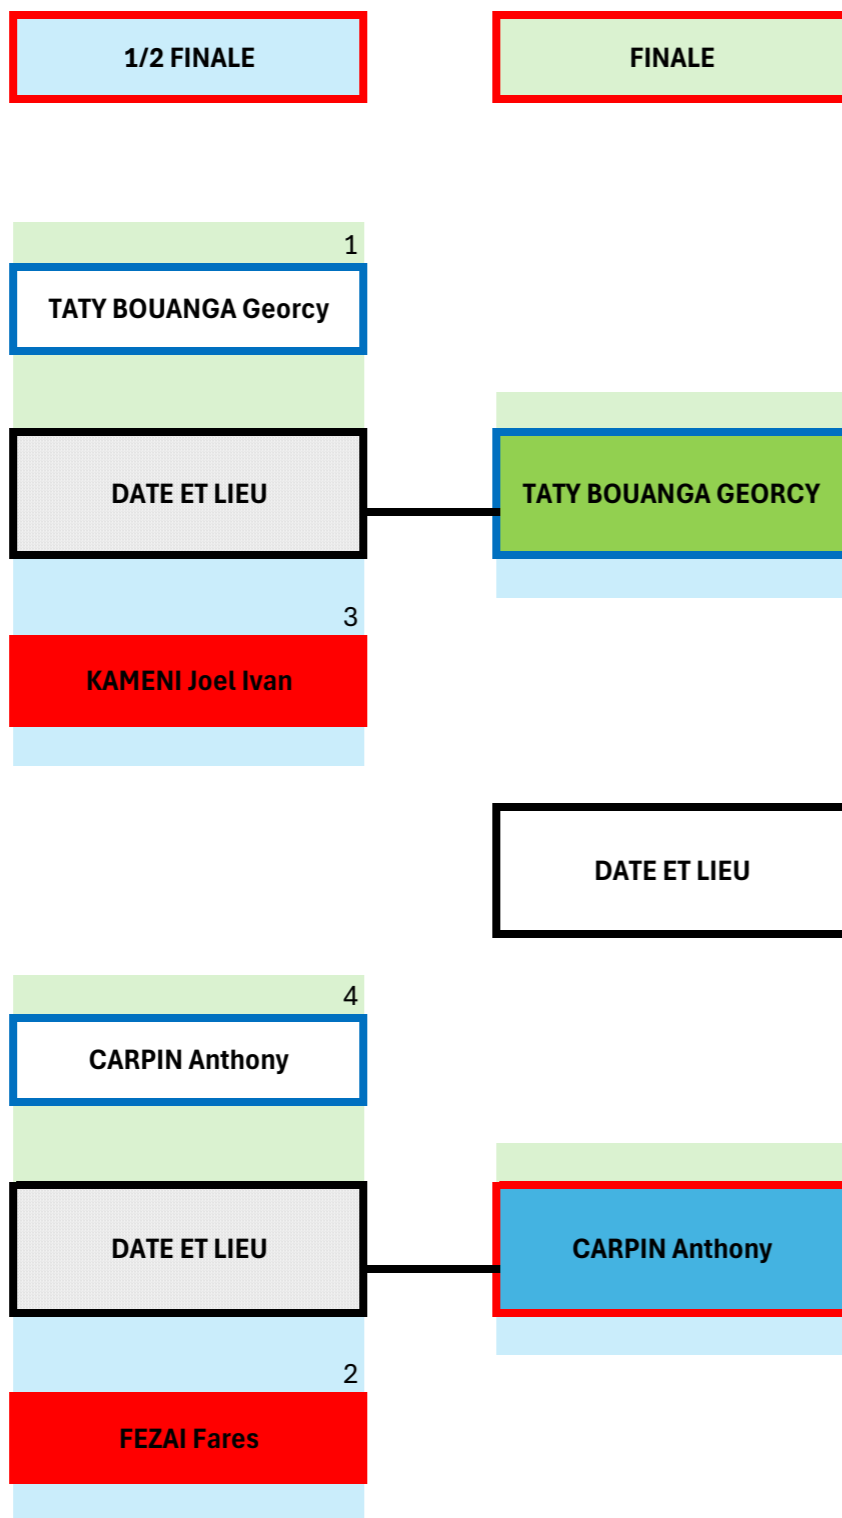 1/2 FINALE
FINALE
1
TATY BOUANGA Georcy
DATE ET LIEU
TATY BOUANGA GEORCY
3
KAMENI Joel Ivan
DATE ET LIEU
4
CARPIN Anthony
DATE ET LIEU
CARPIN Anthony
2
FEZAI Fares